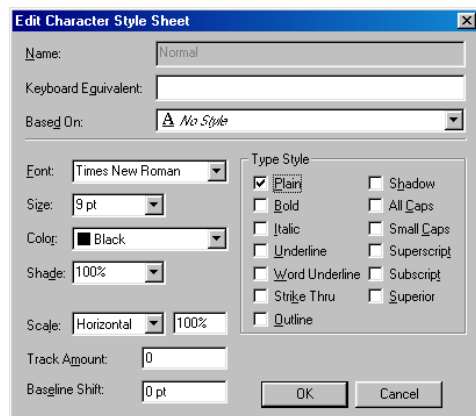 Edit Character Style Sheet
Name: Normal
Keyboard Equivalent:
Based On: A No Style
Font: Times New Roman
Size: 9 pt
Color: Black
Shade: 100%
Scale: Horizontal 100%
Track Amount: 0
Baseline Shift: 0 pt
Type Style
Plain Shadow
Bold All Caps
Italic Small Caps
Underline Superscript
Word Underline Subscript
Strike Thru Superior
Outline
OK Cancel